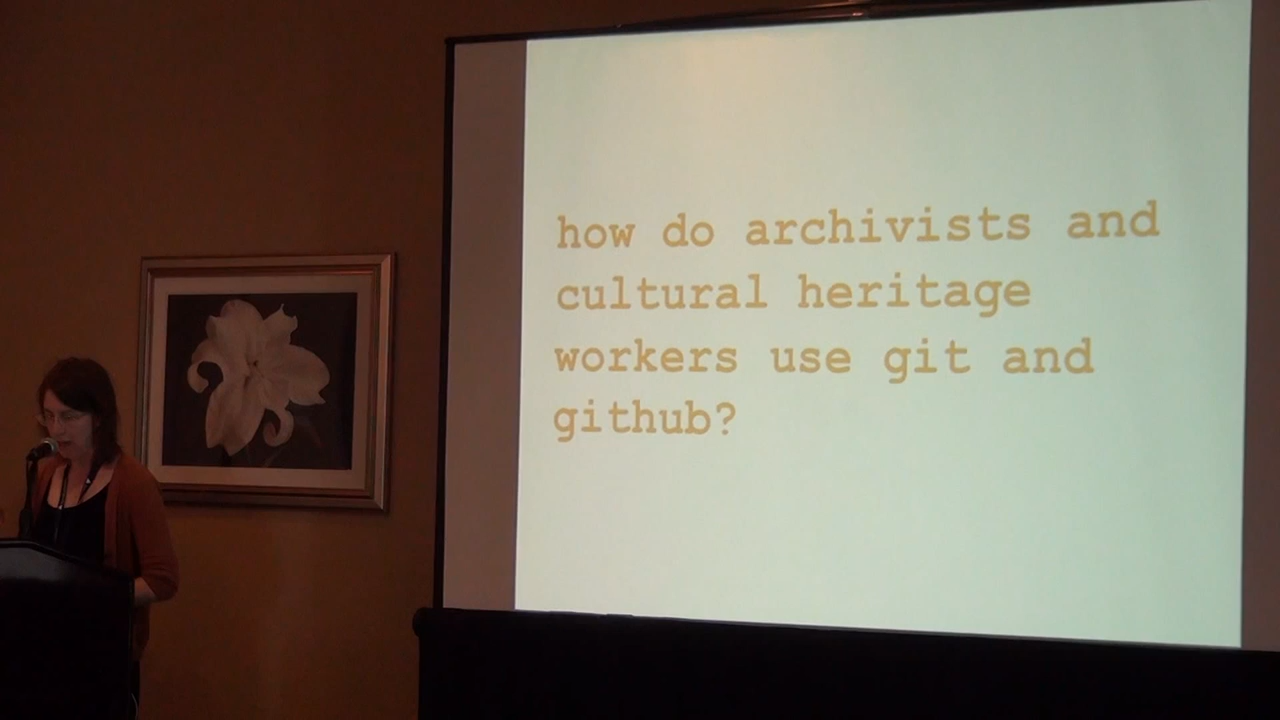 how do archivists and
cultural heritage
workers use git and
github?